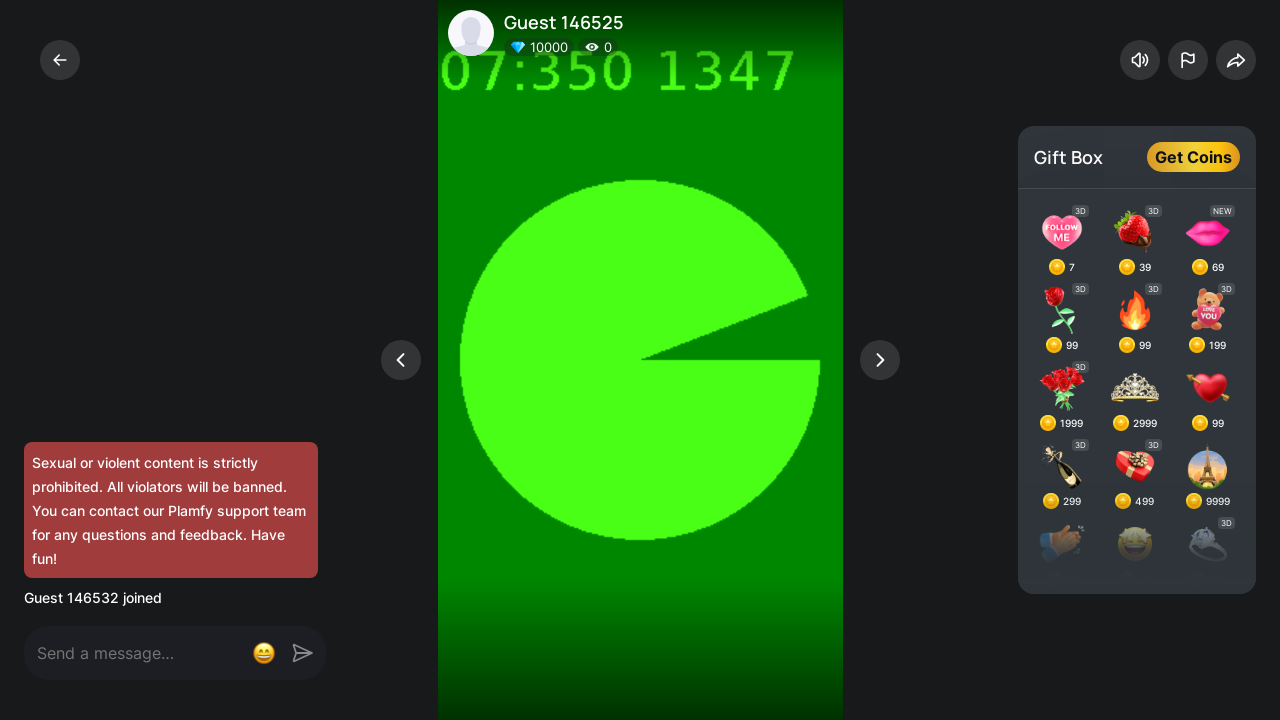 Guest 146525
10000
0
07:350 1347
Gift Box
Get Coins
3D
3D
NEW
FOLLOW
ME
7
39
69
3D
3D
3D
LOVE
YOU
99
99
199
3D
1999
2999
99
3D
3D
299
499
9999
3D
Sexual or violent content is strictly
prohibited. All violators will be banned.
You can contact our Plamfy support team
for any questions and feedback. Have
fun!
Guest 146532 joined
Send a message...